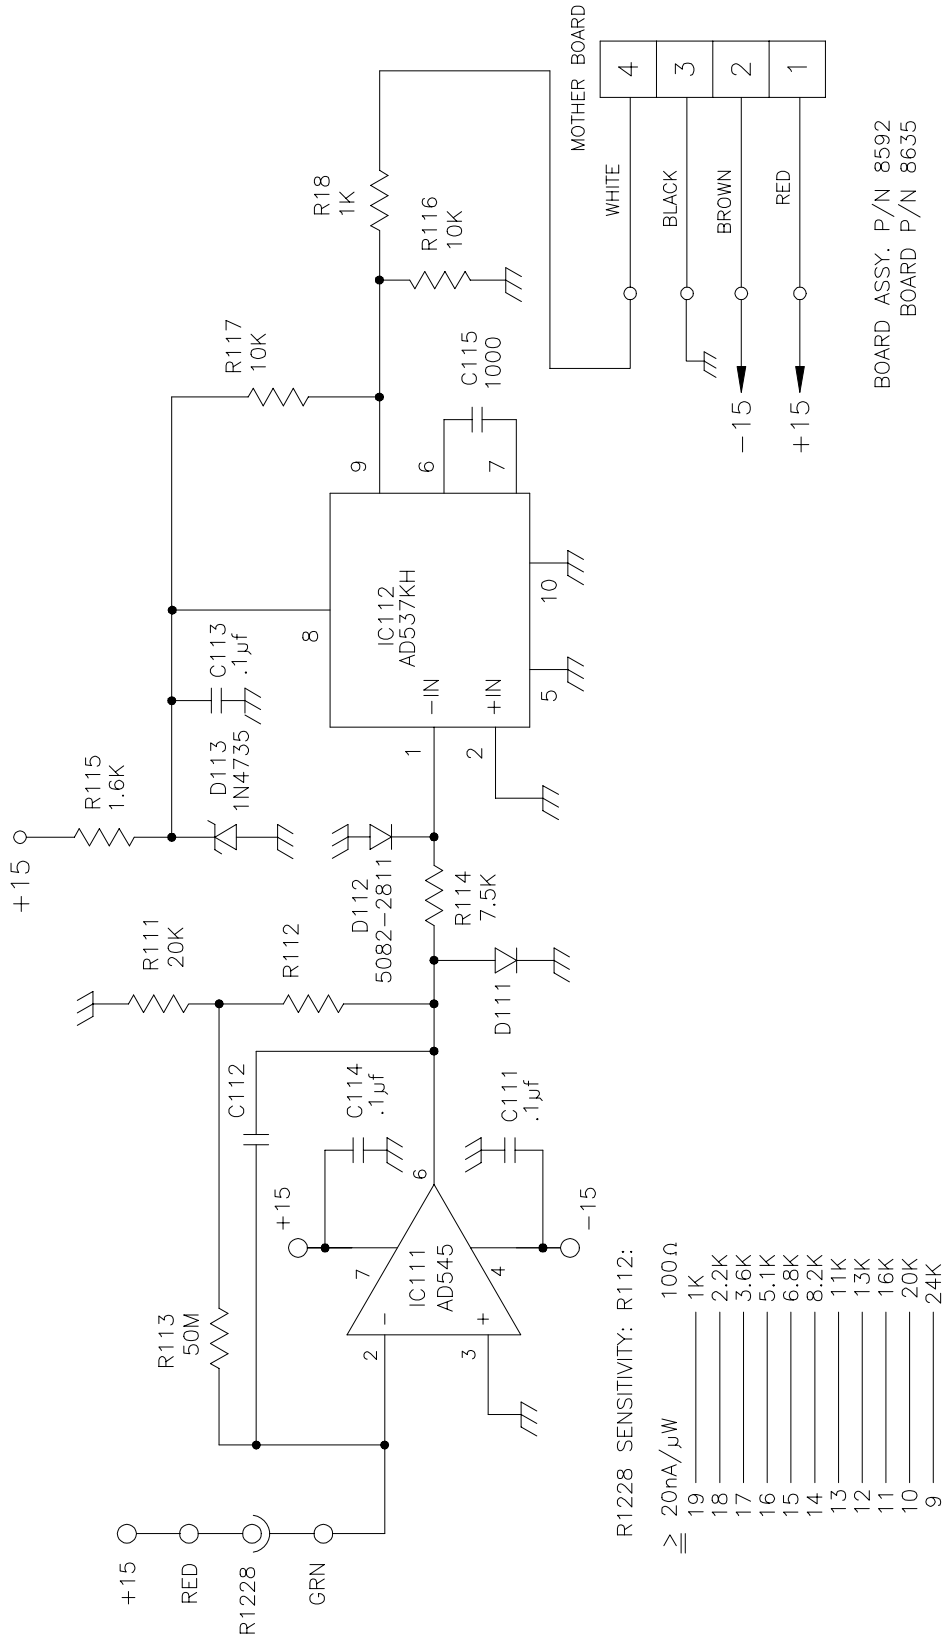 +15
RED
R1228
GRN
R113
50M
C112
R111
20K
R112
+15
C114
.1µf
2
3
7
4
6
−
+
IC111
AD545
C111
.1µf
-15
D111
D112
5082-2811
R114
7.5K
+15
R115
1.6K
D113
1N4735
C113
.1µf
8
1
2
-IN
+IN
IC112
AD537KH
5
10
9
6
7
C115
1000
R117
10K
R116
10K
R18
1K
MOTHER BOARD
4
3
2
1
WHITE
BLACK
BROWN
RED
-15
+15
BOARD ASSY. P/N 8592
BOARD P/N 8635
R1228 SENSITIVITY: R112:
≧ 20nA/µW 100Ω
19 1K
18 2.2K
17 3.6K
16 5.1K
15 6.8K
14 8.2K
13 11K
12 13K
11 16K
10 20K
9 24K